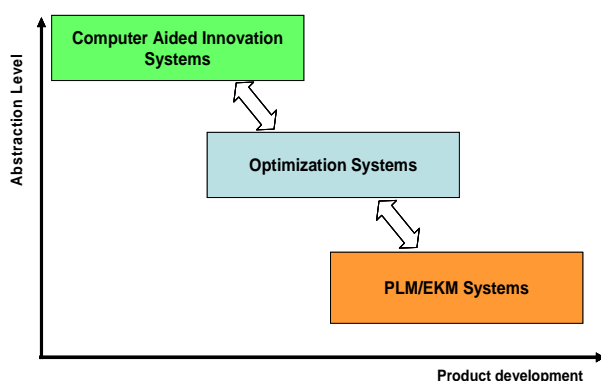 Computer Aided Innovation
Systems
Abstraction Level
Optimization Systems
PLM/EKM Systems
Product development